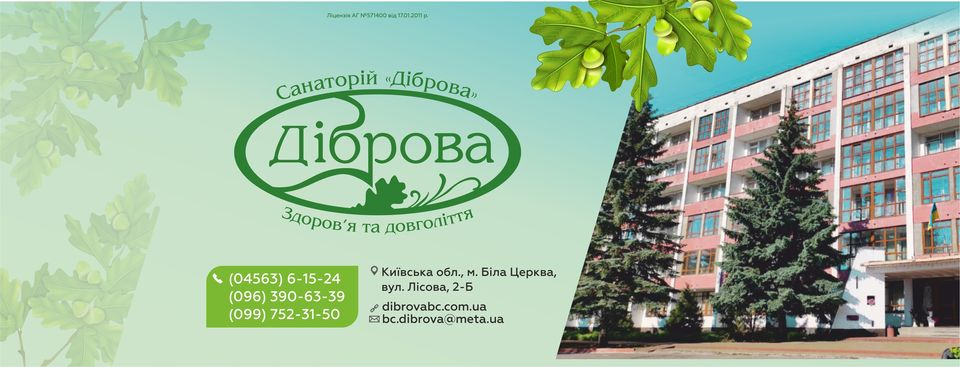 Ліцензія АГ №571400 від 17.01.2011 р.
Санаторій «Діброва»
Діброва
Здоров'я та довголіття
(04563) 6-15-24
(096) 390-63-39
(099) 752-31-50
Київська обл., м. Біла Церква,
вул. Лісова, 2-Б
dibrovabc.com.ua
bc.dibrova@meta.ua